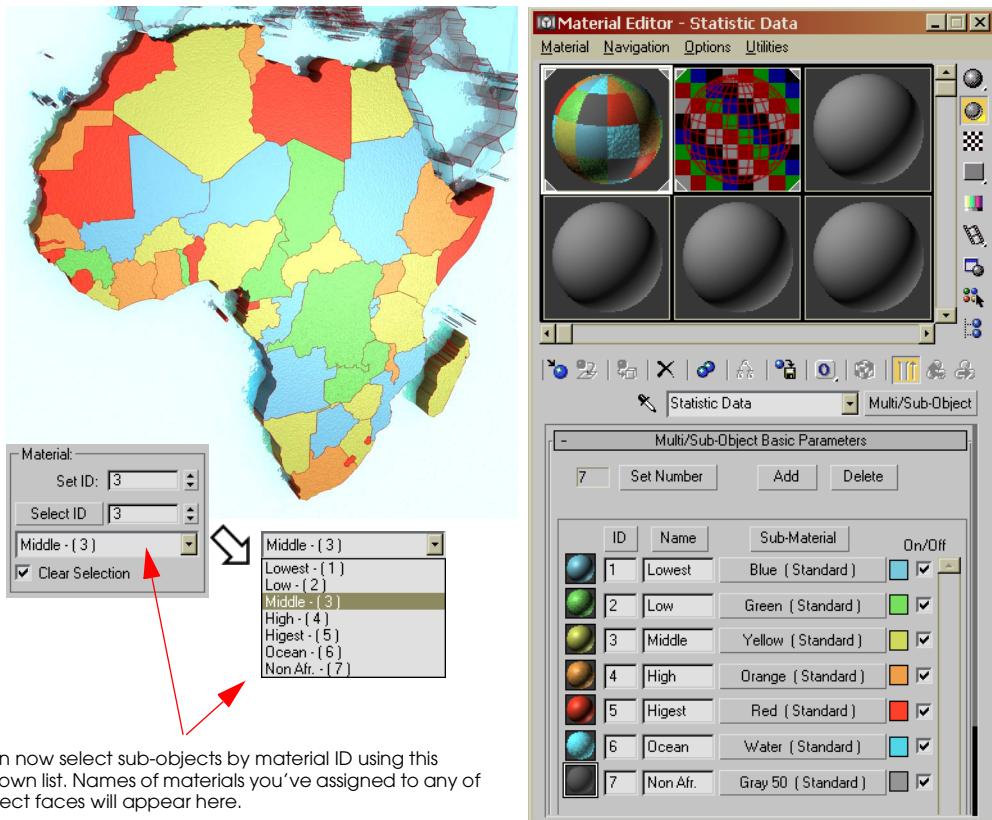 Material Editor - Statistic Data
Material Navigation Options Utilities
Statistic Data
Multi/Sub-Object
- Multi/Sub-Object Basic Parameters
7 Set Number Add Delete
ID Name Sub-Material On/Off
1 Lowest Blue ( Standard )
2 Low Green ( Standard )
3 Middle Yellow ( Standard )
4 High Orange ( Standard )
5 Higest Red ( Standard )
6 Ocean Water ( Standard )
7 Non Afr. Gray 50 ( Standard )
Material:
Set ID: 3
Select ID 3
Middle - ( 3 )
Clear Selection
Middle - ( 3 )
Lowest - ( 1 )
Low - ( 2 )
Middle - ( 3 )
High - ( 4 )
Higest - ( 5 )
Ocean - ( 6 )
Non Afr. - ( 7 )
n now select sub-objects by material ID using this
own list. Names of materials you've assigned to any of
ect faces will appear here.